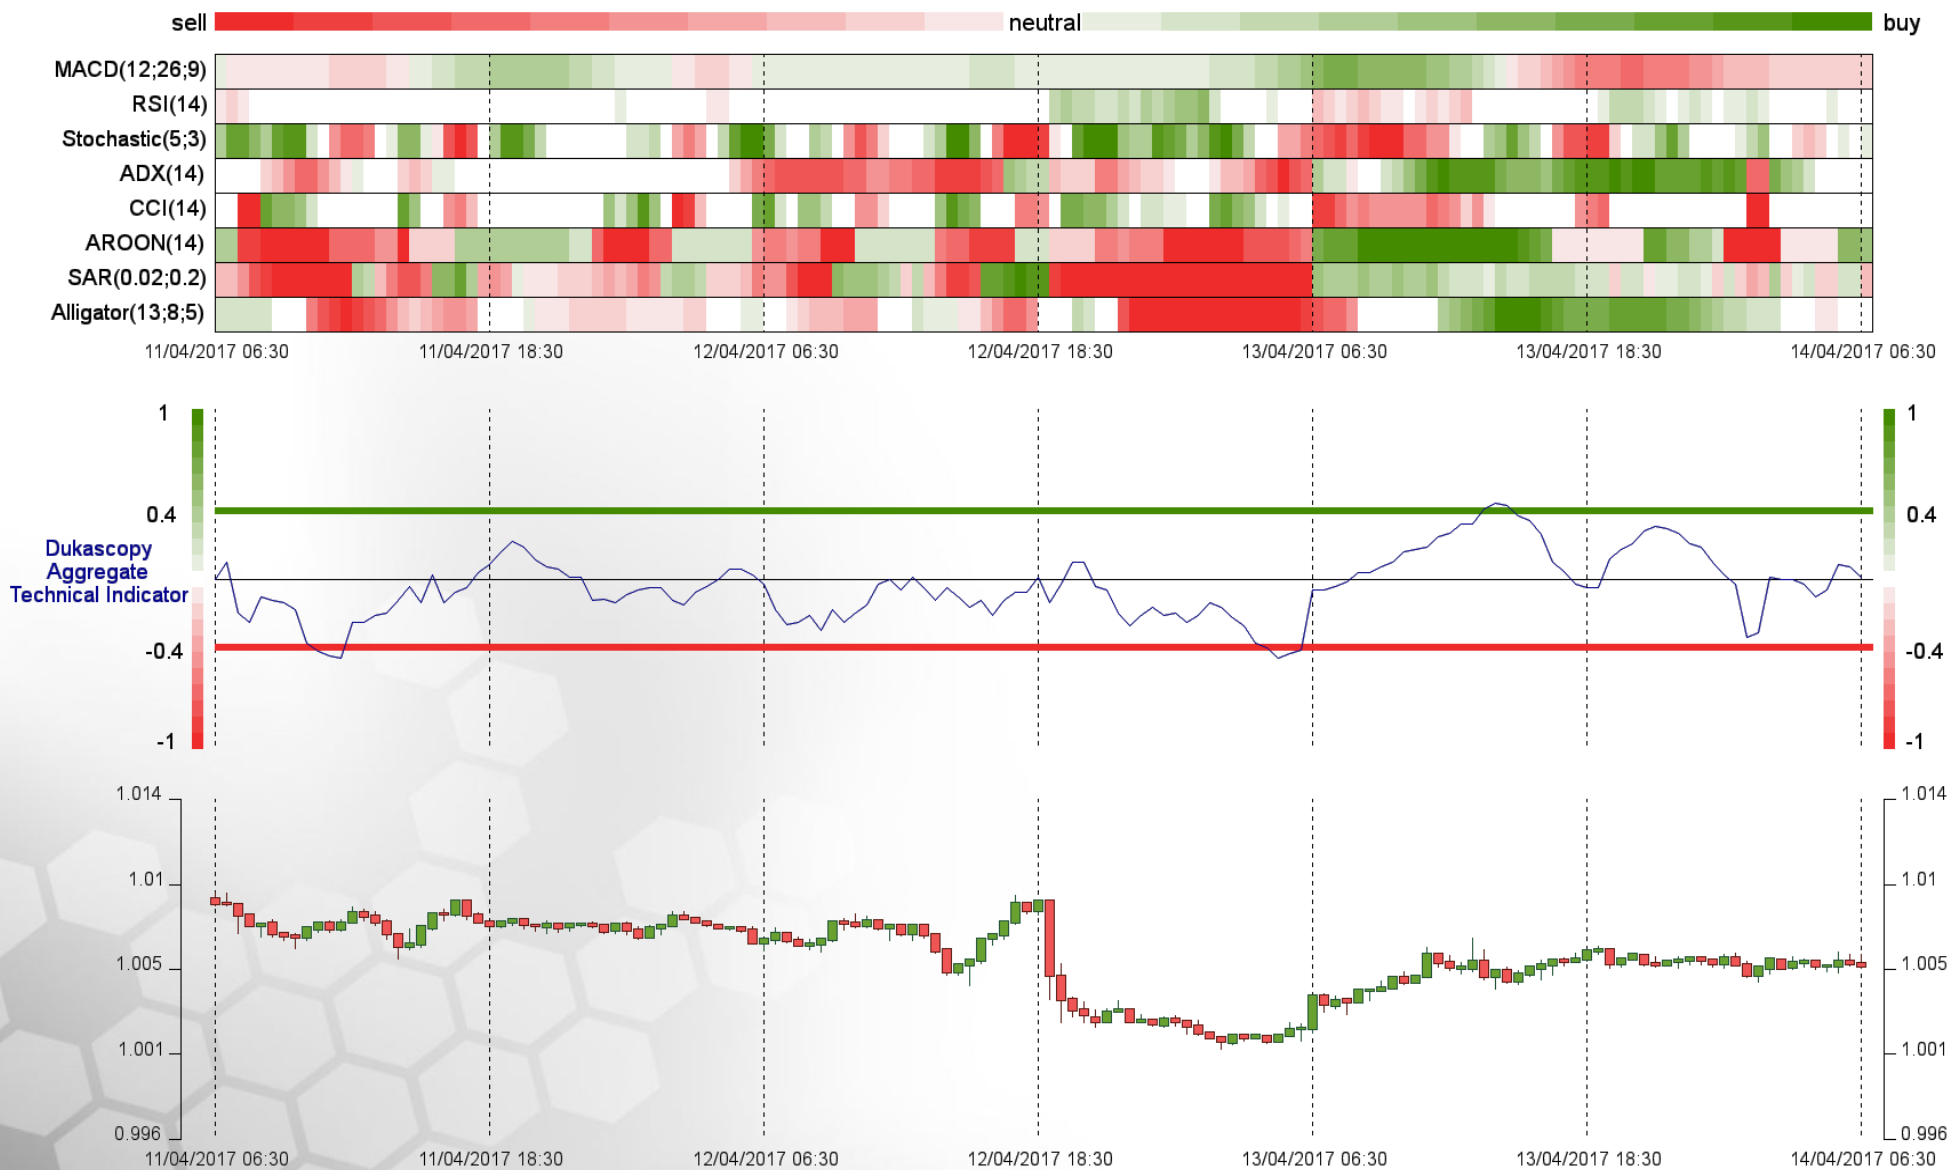 sell neutral buy
MACD(12;26;9)
RSI(14)
Stochastic(5;3)
ADX(14)
CCI(14)
AROON(14)
SAR(0.02;0.2)
Alligator(13;8;5)
11/04/2017 06:30 11/04/2017 18:30 12/04/2017 06:30 12/04/2017 18:30 13/04/2017 06:30 13/04/2017 18:30 14/04/2017 06:30
1 1
0.4 0.4
Dukascopy
Aggregate
Technical Indicator
-0.4 -0.4
-1 -1
1.014 1.014
1.01 1.01
1.005 1.005
1.001 1.001
0.996 0.996
11/04/2017 06:30 11/04/2017 18:30 12/04/2017 06:30 12/04/2017 18:30 13/04/2017 06:30 13/04/2017 18:30 14/04/2017 06:30